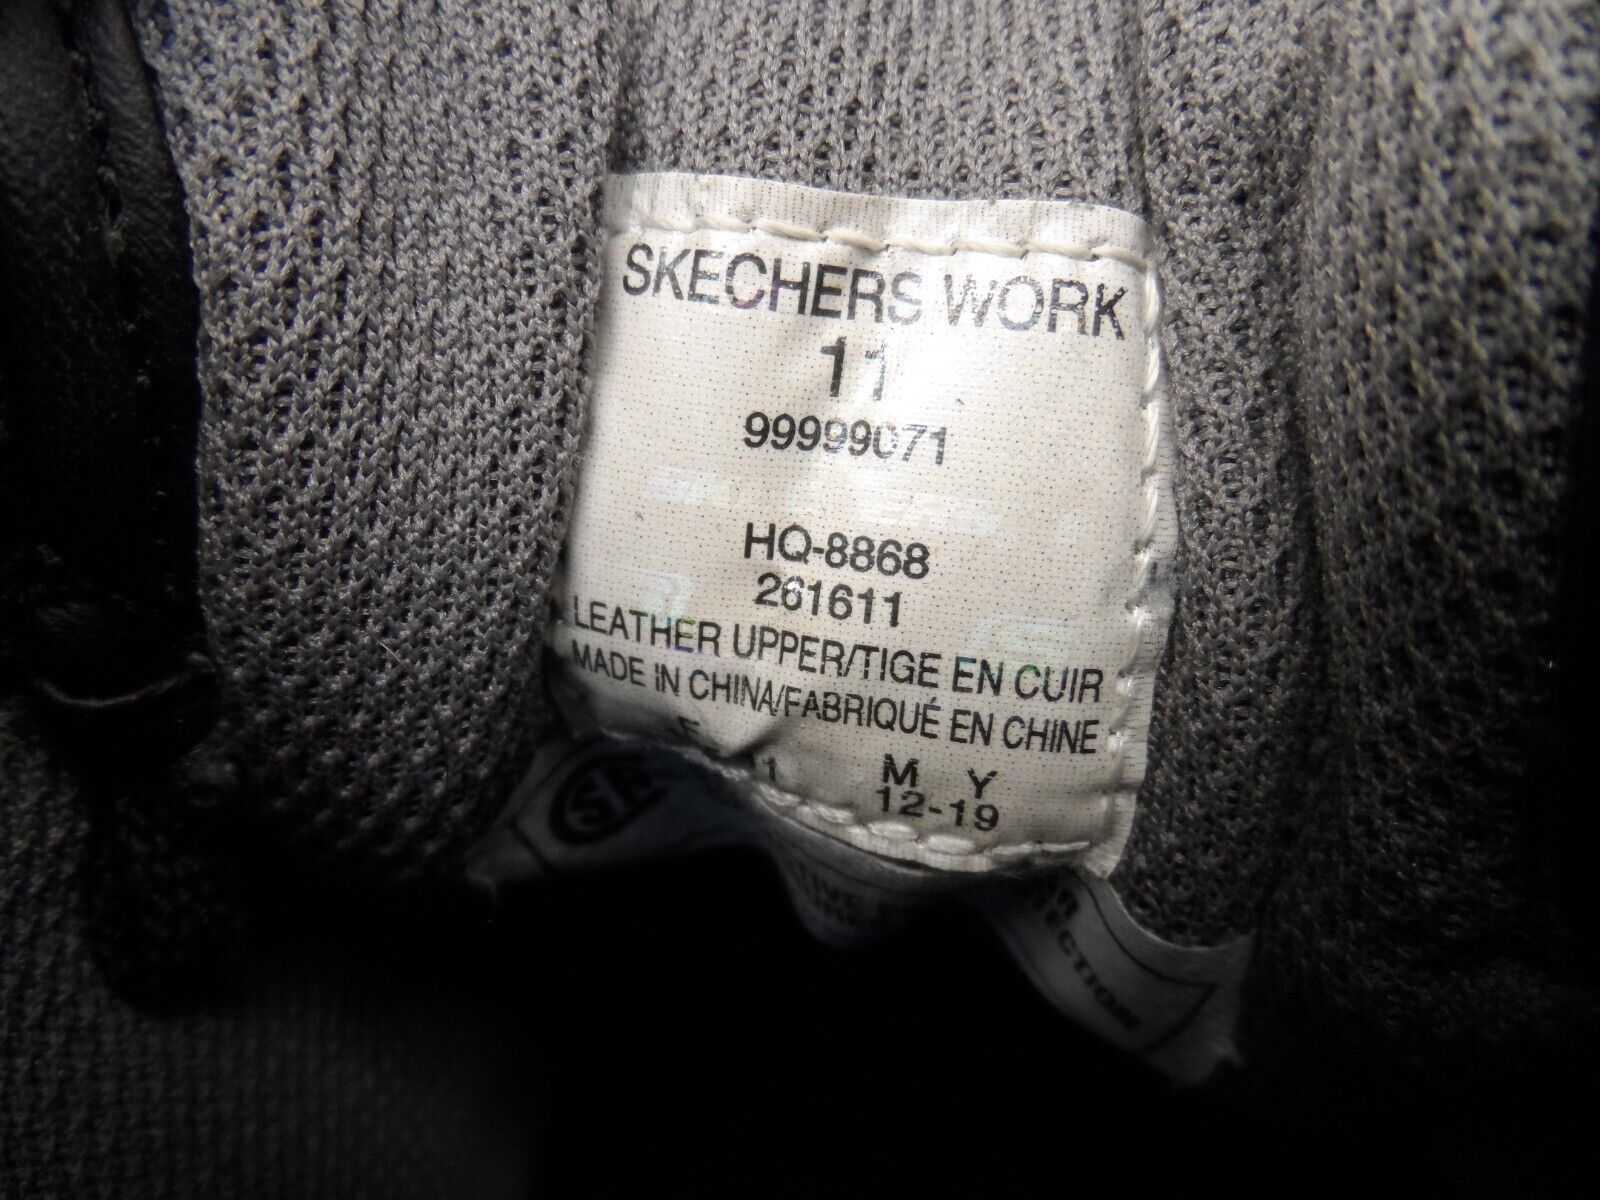 SKECHERS WORK
11
99999071
HQ-8868
261611
LEATHER UPPER/TIGE EN CUIR
MADE IN CHINA/FABRIQUÉ EN CHINE
M Y
12-19